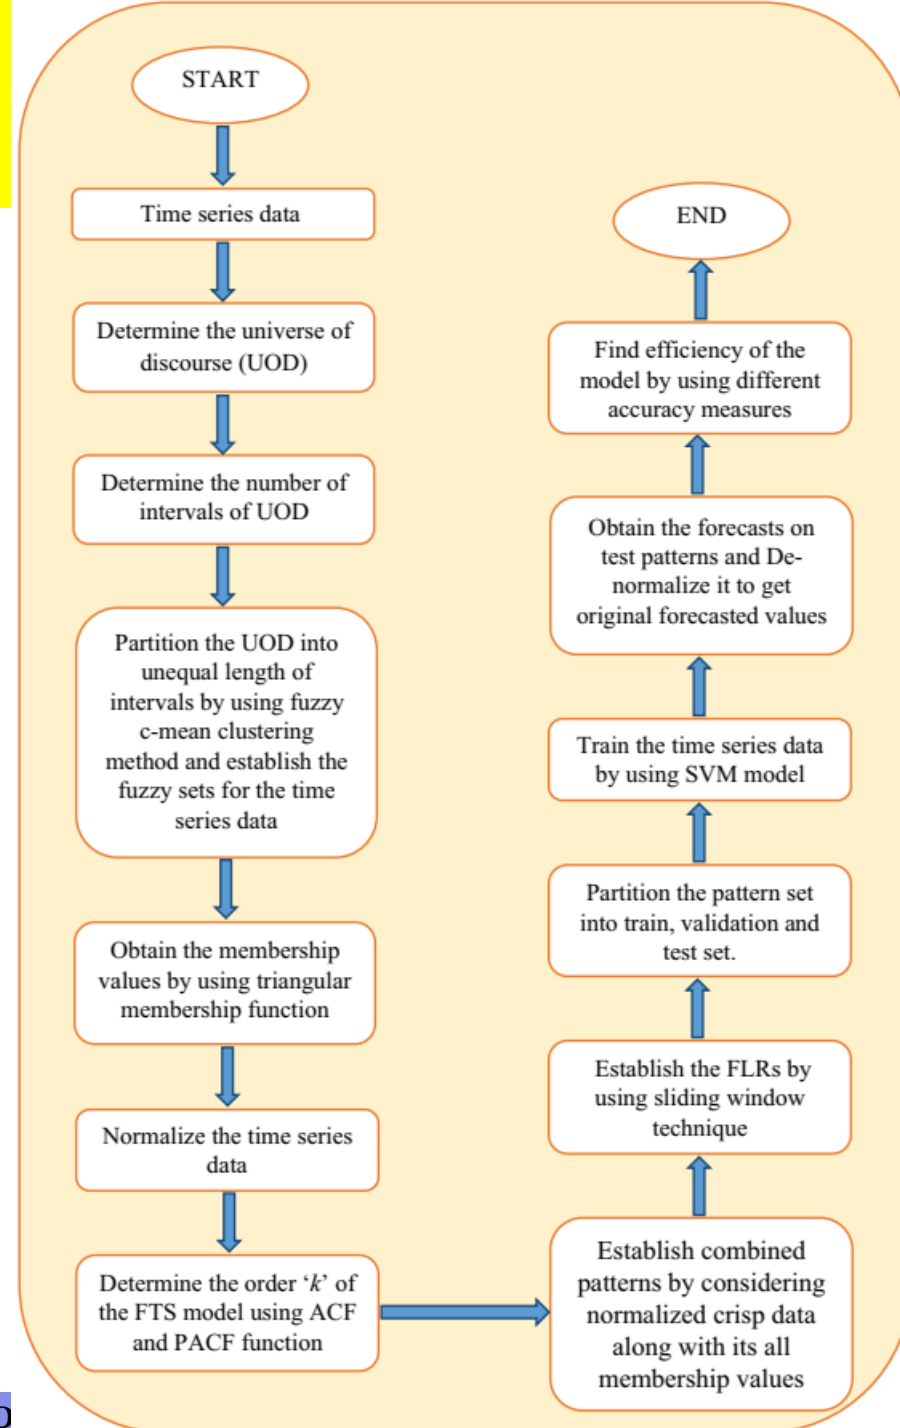 START
Time series data
Determine the universe of
discourse (UOD)
Determine the number of
intervals of UOD
Partition the UOD into
unequal length of
intervals by using fuzzy
c-mean clustering
method and establish the
fuzzy sets for the time
series data
Obtain the membership
values by using triangular
membership function
Normalize the time series
data
Determine the order ‘k’ of
the FTS model using ACF
and PACF function
Establish combined
patterns by considering
normalized crisp data
along with its all
membership values
Establish the FLRs by
using sliding window
technique
Partition the pattern set
into train, validation and
test set.
Train the time series data
by using SVM model
Obtain the forecasts on
test patterns and De-
normalize it to get
original forecasted values
Find efficiency of the
model by using different
accuracy measures
END